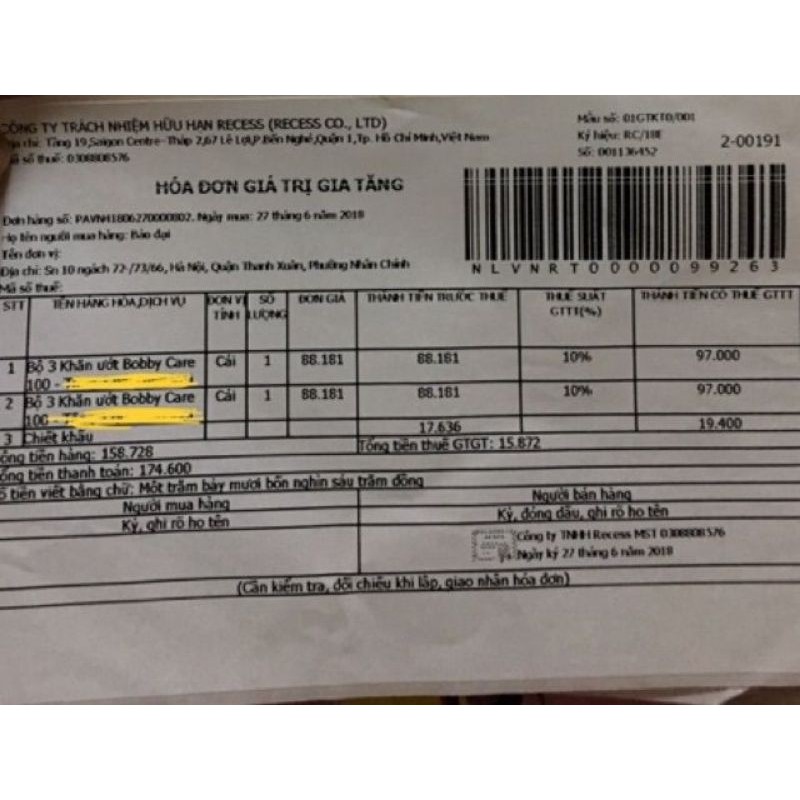 CÔNG TY TRÁCH NHIỆM HỮU HAN RECESS (RECESS CO., LTD)
Địa chỉ: Tầng 19,Saigon Centre-Tháp 2,67 Lê Lợi,P.Bến Nghé,Quận 1,Tp. Hồ Chí Minh,Việt Nam
Mã số thuế: 0308808576
Mẫu số: 01GTKT0/001
Ký hiệu: RC/18E
Số: 001136452
2-00191
HÓA ĐƠN GIÁ TRỊ GIA TĂNG
Đơn hàng số: PAVNH1806270000802. Ngày mua: 27 tháng 6 năm 2018
Họ tên người mua hàng: Bảo đại
Tên đơn vị:
Địa chỉ: Sn 10 ngách 72-/73/66, Hà Nội, Quận Thanh Xuân, Phường Nhân Chính
Mã số thuế:
NLVNRT0000099263
STT TÊN HÀNG HÓA,DỊCH VỤ ĐƠN VỊ TÍNH SỐ LƯỢNG ĐƠN GIÁ THÀNH TIỀN TRƯỚC THUẾ THUẾ SUẤT GTTT(%) THÀNH TIỀN CÓ THUẾ GTTT
1 Bộ 3 Khăn ướt Bobby Care 100 - Cái 1 88.181 88.181 10% 97.000
2 Bộ 3 Khăn ướt Bobby Care 100 - Cái 1 88.181 88.181 10% 97.000
3 Chiết khấu 17.636 19.400
Tổng tiền hàng: 158.728 Tổng tiền thuế GTGT: 15.872
Tổng tiền thanh toán: 174.600
Số tiền viết bằng chữ: Một trăm bảy mươi bốn nghìn sáu trăm đồng
Người mua hàng
Ký, ghi rõ họ tên
Người bán hàng
Ký, đóng dấu, ghi rõ họ tên
Công ty TNHH Recess MST 0308808576
Ngày ký 27 tháng 6 năm 2018
(Cần kiểm tra, đối chiếu khi lập, giao nhận hóa đơn)